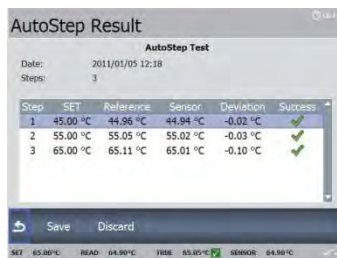 AutoStep Result
AutoStep Test
Date: 2011/01/05 12:18
Steps: 3
Step SET Reference Sensor Deviation Success
1 45.00 °C 44.96 °C 44.94 °C -0.02 °C
2 55.00 °C 55.05 °C 55.02 °C -0.03 °C
3 65.00 °C 65.11 °C 65.01 °C -0.10 °C
Save Discard
SET 65.00°C READ 64.90°C TRUE 65.05°C SENSOR 64.98°C